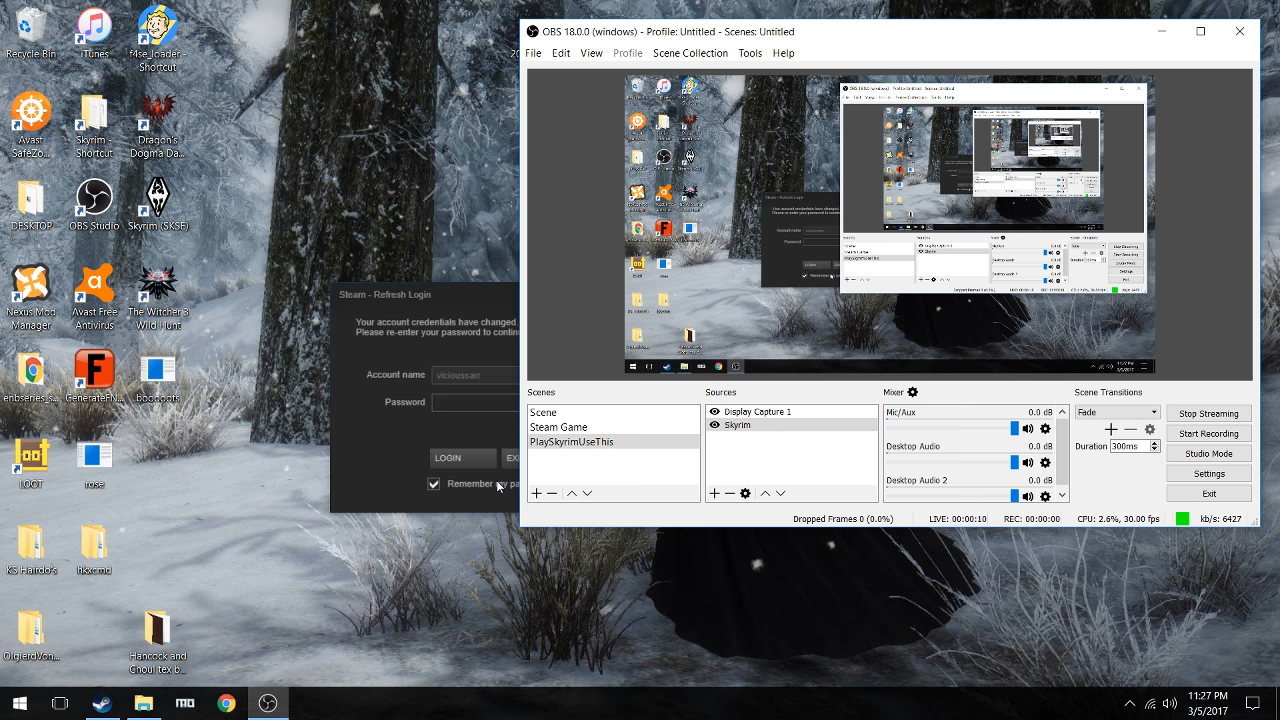 Recycle Bin
iTunes
f4se_loader -
Shortcut
Avast
SafeZo...
Skyrim -
Shortcut
Dragon's
Dogma Da...
DESKTOP
OBS Studio
Skyrim (SKSE)
Nexus Mod
Manager
Avast Free
Antivirus
The Witcher 3
Wild Hunt
GenerateFN...
booooots
LOOT
rose
KS Hairdo's
hkxcmd
OlgierdVon...
Hancock and
Ghoul tex b...
Steam - Refresh Login
Your account credentials have changed.
Please re-enter your password to continu
Account name
vicioussarr
Password
LOGIN
Remember my pa
OBS 18.0.0 (windows) - Profile: Untitled - Scenes: Untitled
File Edit View Profile Scene Collection Tools Help
Scenes
Scene
Steam Game
PlaySkyrimUseThis
Sources
Display Capture 1
Skyrim
Mixer
Mic/Aux 0.0 dB
Desktop Audio 0.0 dB
Desktop Audio 2 0.0 dB
Scene Transitions
Fade
Duration 300ms
Stop Streaming
Start Recording
Studio Mode
Settings
Exit
Dropped Frames 0 (0.0%) LIVE: 00:00:10 REC: 00:00:00 CPU: 2.6%, 30.00 fps kb/s: 6427
11:27 PM
3/5/2017